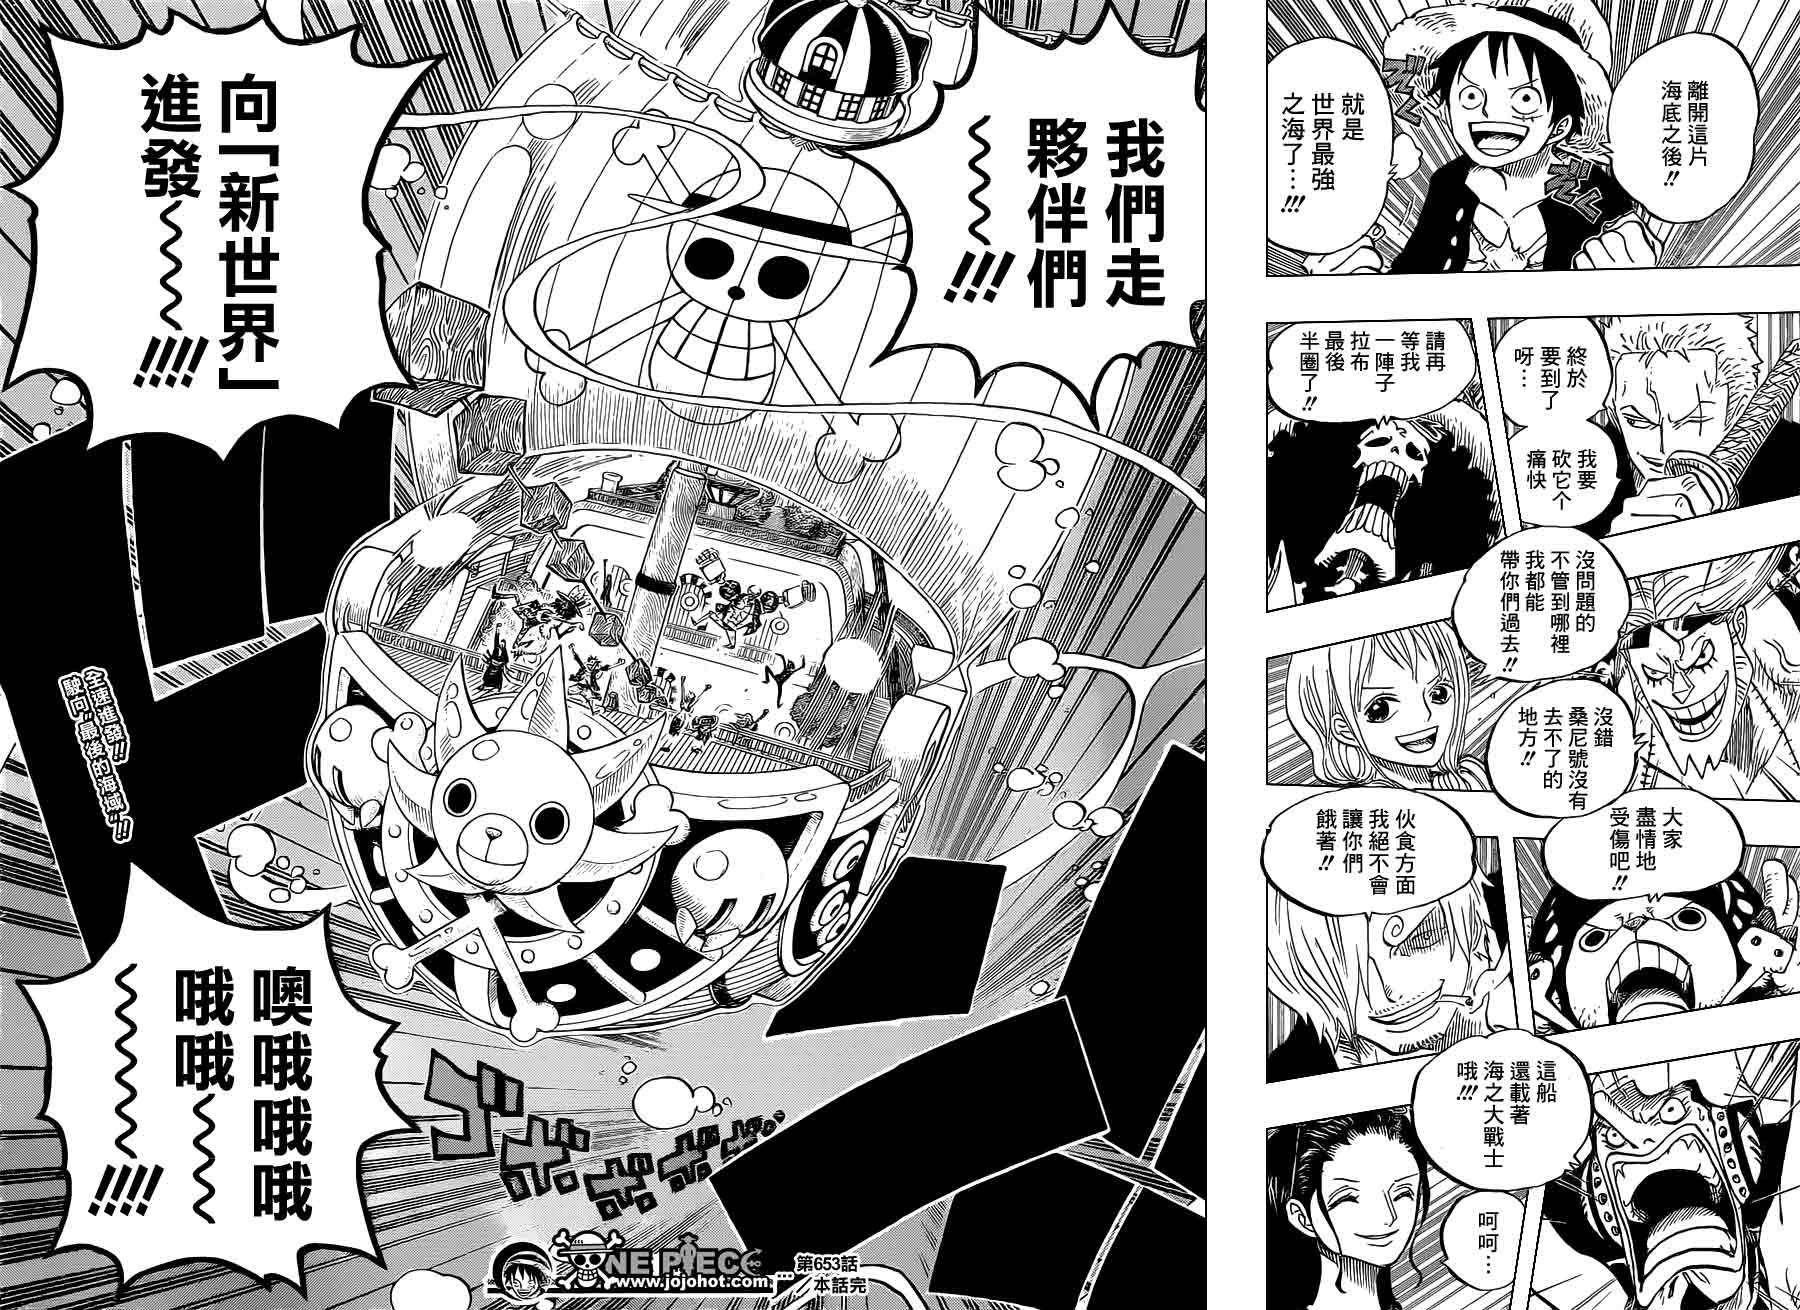 離開這片
海底之後!!
就是
世界最強
之海了…!!!
終於
要到了
呀…
我要
砍它个
痛快
請再
等我
一陣子
拉布
最後
半圈了!!
沒問題的
不管到哪裡
我都能
帶你們過去!!
沒錯
桑尼號沒有
去不了的
地方!!
大家
盡情地
受傷吧!!
伙食方面
我絕不會
讓你們
餓著!!
這船
還載著
海之大戰士
哦!!!
呵呵…
我們走
夥伴們
~~!!!
向「新世界」
進發~~!!!!
全速進發!!
駛向"最後的海域"!!!
噢哦哦哦
哦哦~~
~~!!!!
ゴボボボボボ
ONE PIECE
www.jojohot.com
第653話
／本話完